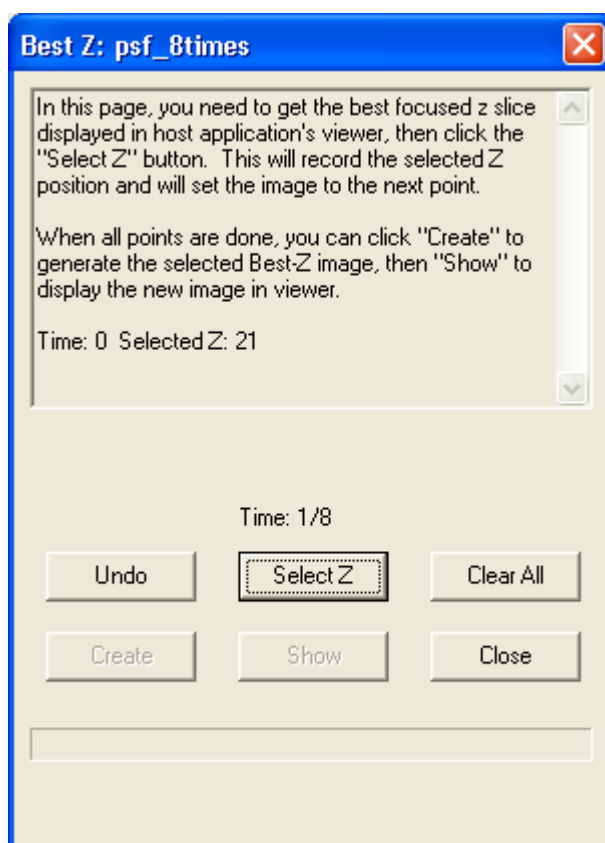 Best Z: psf_8times
In this page, you need to get the best focused z slice
displayed in host application's viewer, then click the
"Select Z" button.  This will record the selected Z
position and will set the image to the next point.
When all points are done, you can click "Create" to
generate the selected Best-Z image, then "Show" to
display the new image in viewer.
Time: 0  Selected Z: 21
Time: 1/8
Undo
Select Z
Clear All
Create
Show
Close